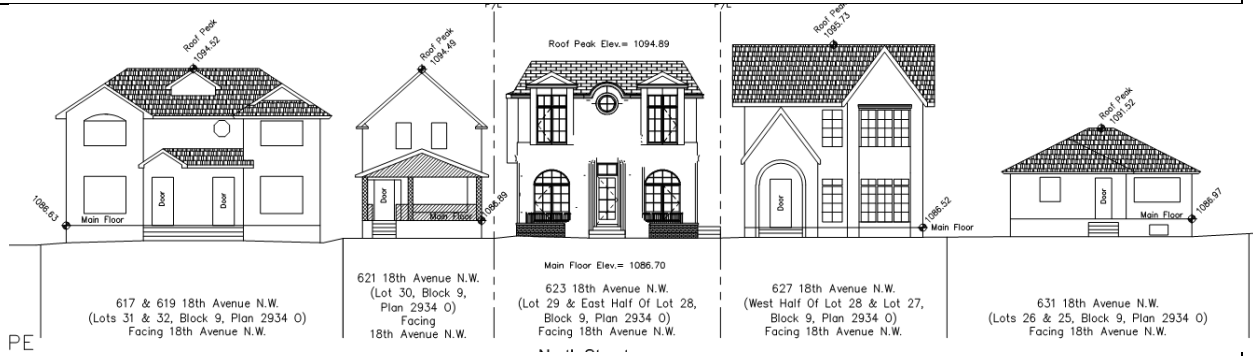 P/L
P/L
Roof Peak
1094.52
1086.63
Main Floor
Door
Door
617 & 619 18th Avenue N.W.
(Lots 31 & 32, Block 9, Plan 2934 O)
Facing 18th Avenue N.W.
Roof Peak
1094.49
Door
Main Floor
1086.89
621 18th Avenue N.W.
(Lot 30, Block 9,
Plan 2934 O)
Facing
18th Avenue N.W.
Roof Peak Elev.= 1094.89
Main Floor Elev.= 1086.70
623 18th Avenue N.W.
(Lot 29 & East Half Of Lot 28,
Block 9, Plan 2934 O)
Facing 18th Avenue N.W.
Roof Peak
1095.73
Door
1086.52
Main Floor
627 18th Avenue N.W.
(West Half Of Lot 28 & Lot 27,
Block 9, Plan 2934 O)
Facing 18th Avenue N.W.
Roof Peak
1091.52
Door
Main Floor
1086.97
631 18th Avenue N.W.
(Lots 26 & 25, Block 9, Plan 2934 O)
Facing 18th Avenue N.W.
PE